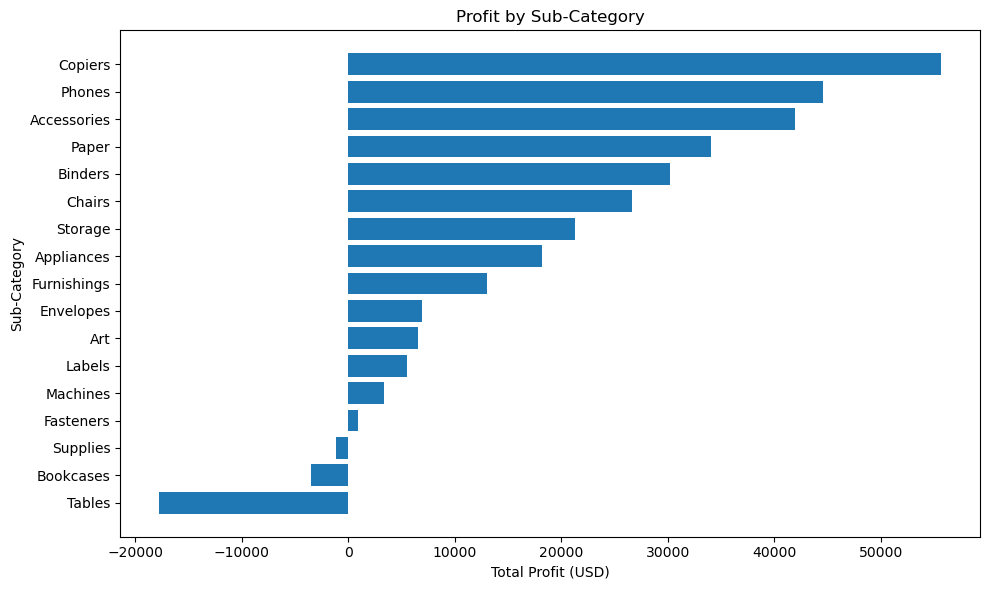 Profit by Sub-Category
Copiers
Phones
Accessories
Paper
Binders
Chairs
Storage
Appliances
Furnishings
Envelopes
Art
Labels
Machines
Fasteners
Supplies
Bookcases
Tables
Sub-Category
−20000 −10000 0 10000 20000 30000 40000 50000
Total Profit (USD)